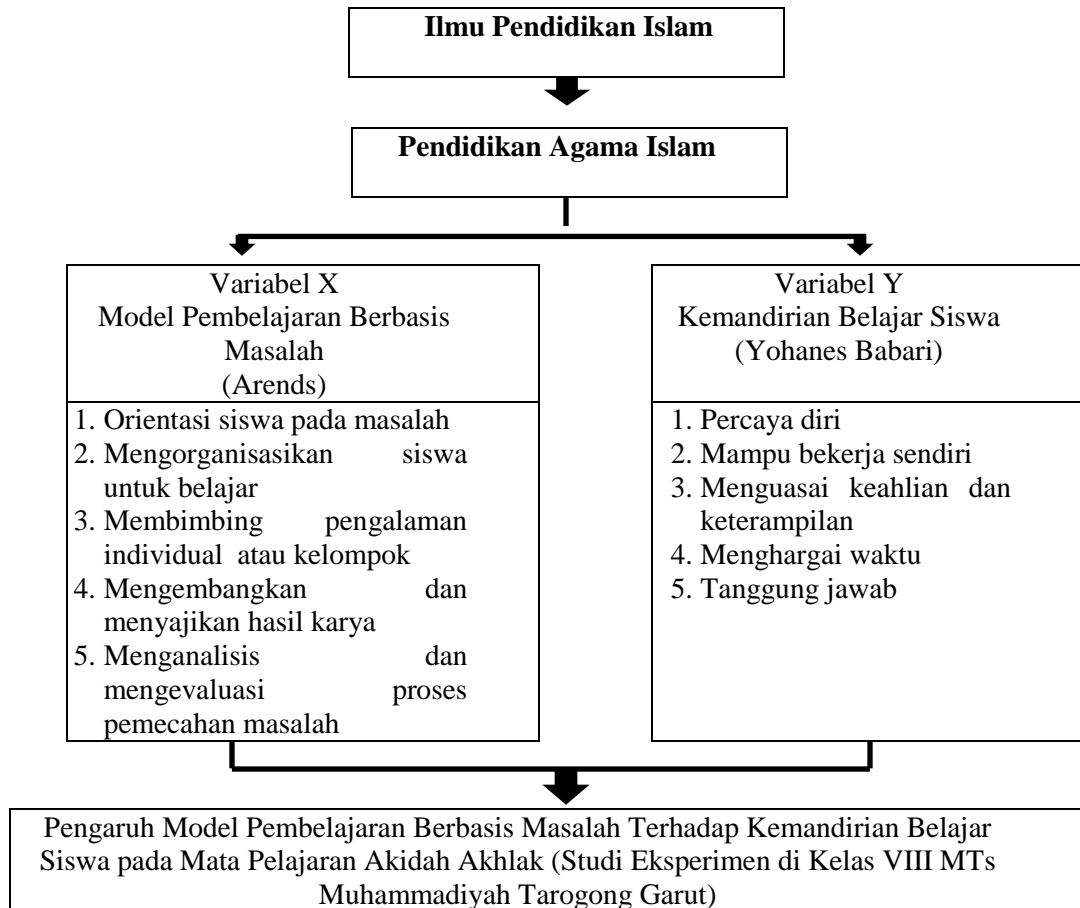 Ilmu Pendidikan Islam
Pendidikan Agama Islam
Variabel X
Model Pembelajaran Berbasis
Masalah
(Arends)
1. Orientasi siswa pada masalah
2. Mengorganisasikan siswa
untuk belajar
3. Membimbing pengalaman
individual atau kelompok
4. Mengembangkan dan
menyajikan hasil karya
5. Menganalisis dan
mengevaluasi proses
pemecahan masalah
Variabel Y
Kemandirian Belajar Siswa
(Yohanes Babari)
1. Percaya diri
2. Mampu bekerja sendiri
3. Menguasai keahlian dan
keterampilan
4. Menghargai waktu
5. Tanggung jawab
Pengaruh Model Pembelajaran Berbasis Masalah Terhadap Kemandirian Belajar
Siswa pada Mata Pelajaran Akidah Akhlak (Studi Eksperimen di Kelas VIII MTs
Muhammadiyah Tarogong Garut)